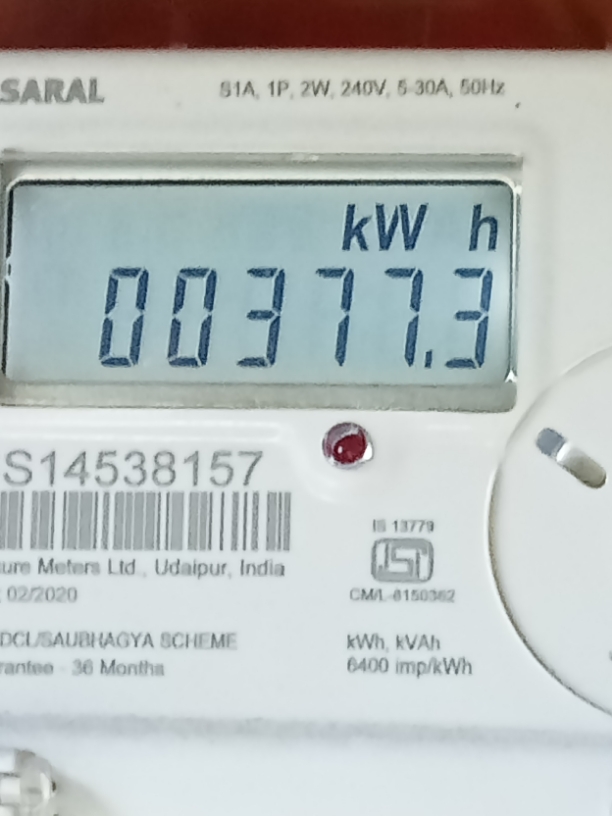 SARAL
S1A, 1P, 2W, 240V, 5-30A, 50Hz
kW h
00377.3
S14538157
IS 13779
ure Meters Ltd., Udaipur, India
02/2020
CM/L-8150362
DCL/SAUBHAGYA SCHEME
rantee - 36 Months
kWh, kVAh
6400 imp/kWh